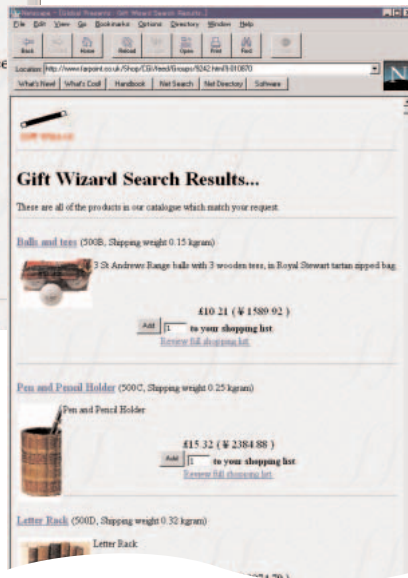 Netscape - [Global Presents: Gift Wizard Search Results.]
File Edit View Go Bookmarks Options Directory Window Help
Back Home Reload Open Print Find
Location: http://www.farpoint.co.uk/Shop/CGI/feed/Groups/9242.html
What's New! What's Cool! Handbook Net Search Net Directory Software
N
GIFT WIZARD
Gift Wizard Search Results...
These are all of the products in our catalogue which match your request.
Balls and tees (500B, Shipping weight 0.15 kgram)
3 St Andrews Range balls with 3 wooden tees, in Royal Stewart tartan zipped bag.
£10.21 (¥ 1589.92 )
Add 1 to your shopping list.
Review full shopping list.
Pen and Pencil Holder (500C, Shipping weight 0.25 kgram)
Pen and Pencil Holder
£15.32 (¥ 2384.88 )
Add 1 to your shopping list.
Review full shopping list.
Letter Rack (500D, Shipping weight 0.32 kgram)
Letter Rack